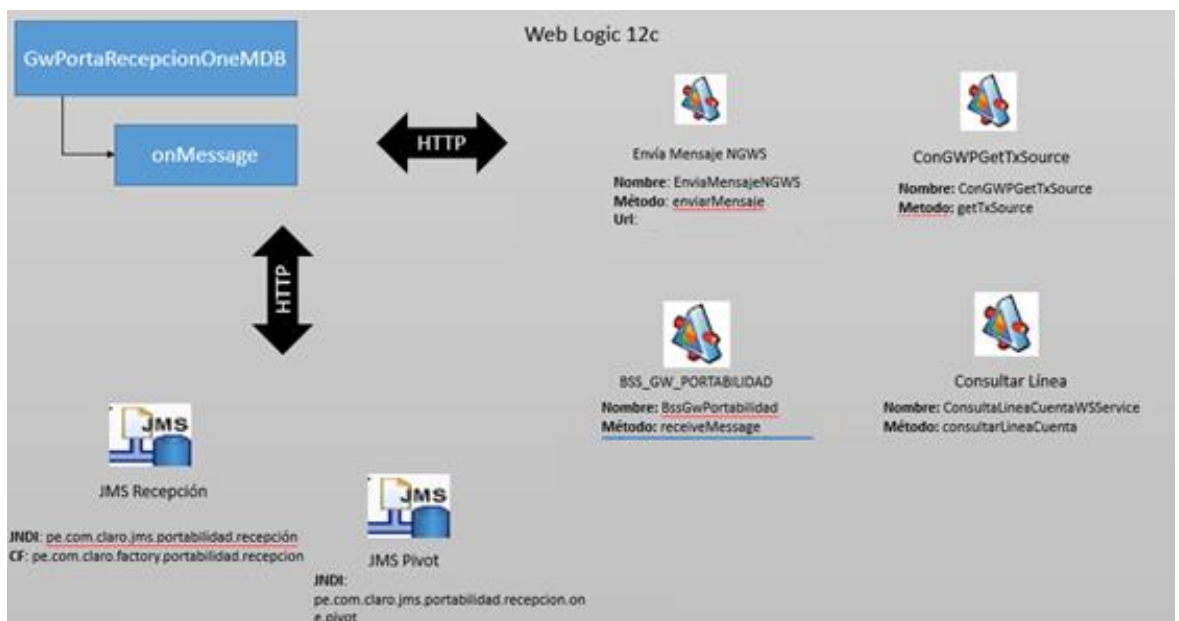 Web Logic 12c
GwPortaRecepcionOneMDB
onMessage
HTTP
HTTP
Envía Mensaje NGWS
Nombre: EnviaMensajeNGWS
Método: enviarMensaje
Url:
ConGWPGetTxSource
Nombre: ConGWPGetTxSource
Metodo: getTxSource
BSS_GW_PORTABILIDAD
Nombre: BssGwPortabilidad
Método: receiveMessage
Consultar Línea
Nombre: ConsultaLineaCuentaWSService
Método: consultarLineaCuenta
JMS
JMS Recepción
JNDI: pe.com.claro.jms.portabilidad.recepción
CF: pe.com.claro.factory.portabilidad.recepcion
JMS
JMS Pivot
JNDI:
pe.com.claro.jms.portabilidad.recepcion.on
e.pivot